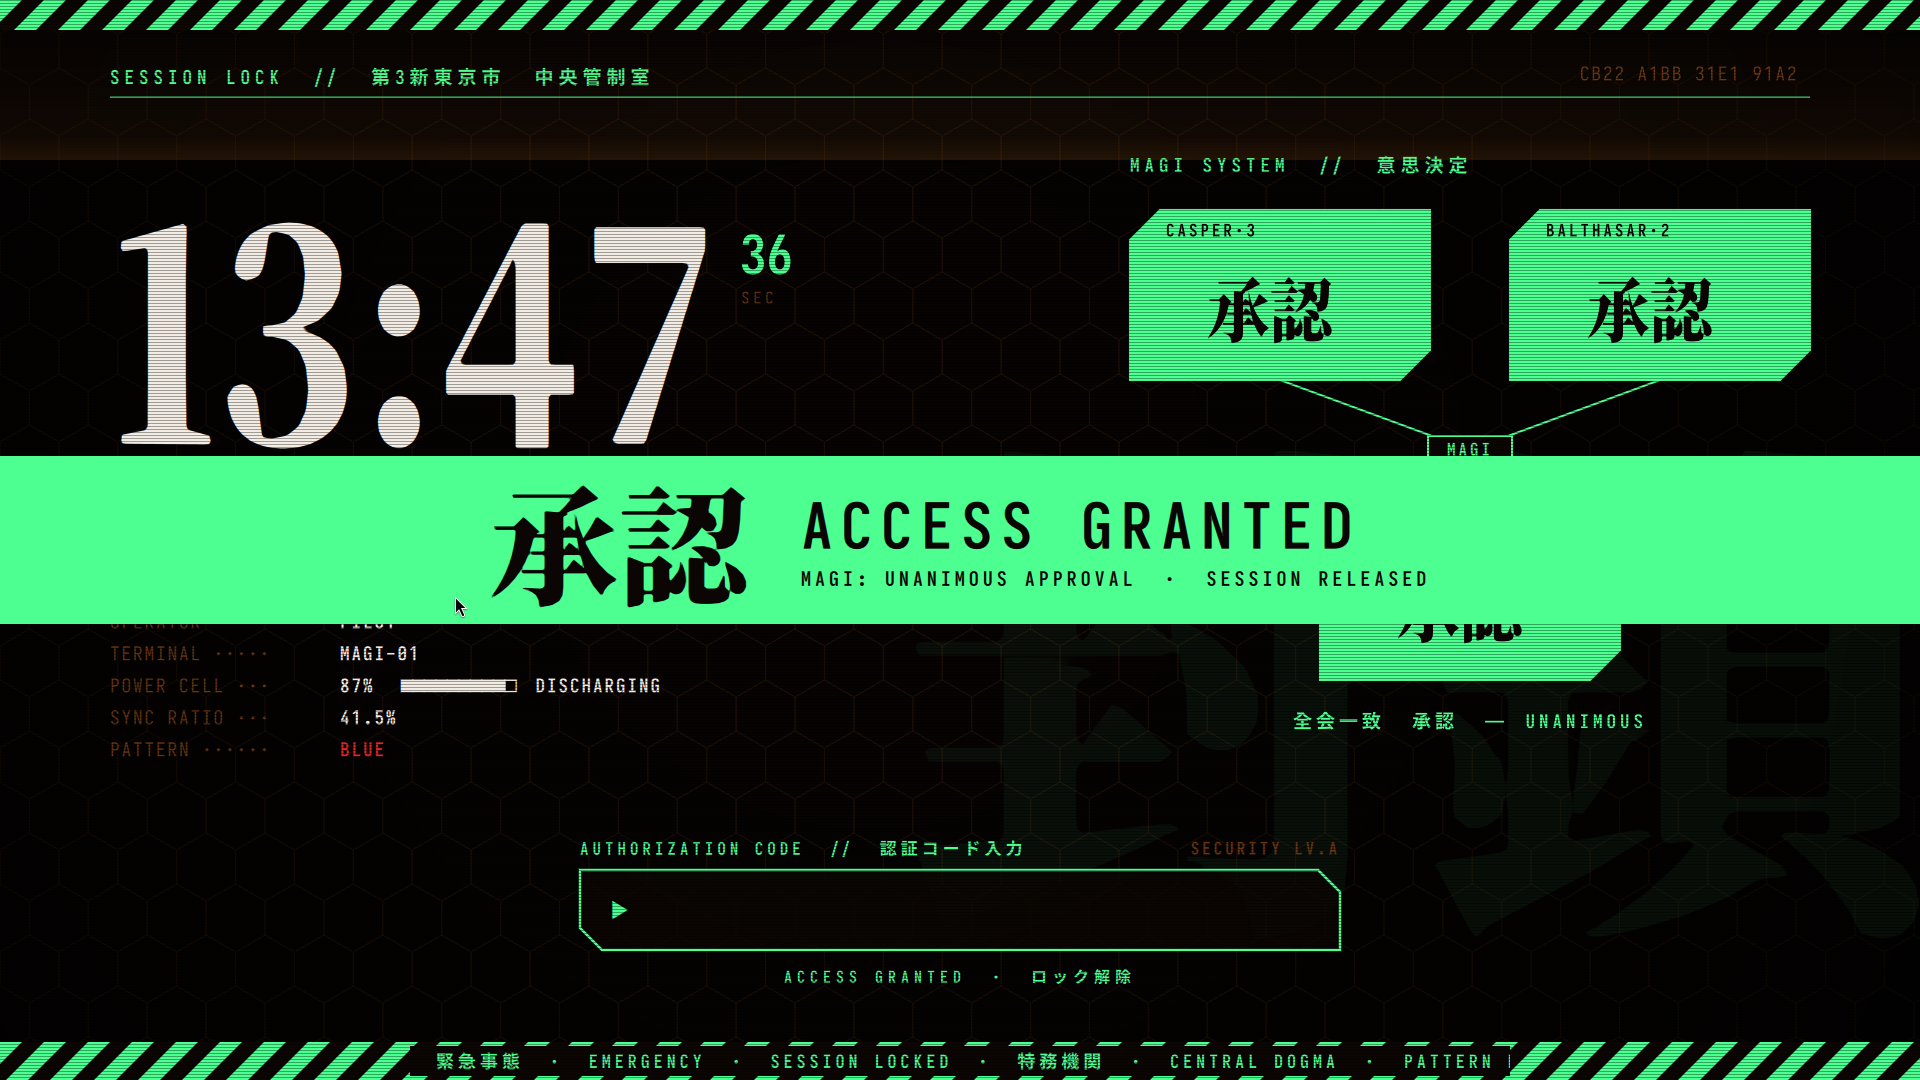 SESSION LOCK // 第3新東京市 中央管制室
CB22 A1BB 31E1 91A2
MAGI SYSTEM // 意思決定
13:47
36
SEC
CASPER·3
承認
BALTHASAR·2
承認
MAGI
承認
ACCESS GRANTED
MAGI: UNANIMOUS APPROVAL · SESSION RELEASED
OPERATOR PILOT
TERMINAL ····· MAGI-01
POWER CELL ··· 87% DISCHARGING
SYNC RATIO ··· 41.5%
PATTERN ······ BLUE
承認
全会一致 承認 — UNANIMOUS
AUTHORIZATION CODE // 認証コード入力
SECURITY LV.A
ACCESS GRANTED · ロック解除
緊急事態 · EMERGENCY · SESSION LOCKED · 特務機関 · CENTRAL DOGMA · PATTERN